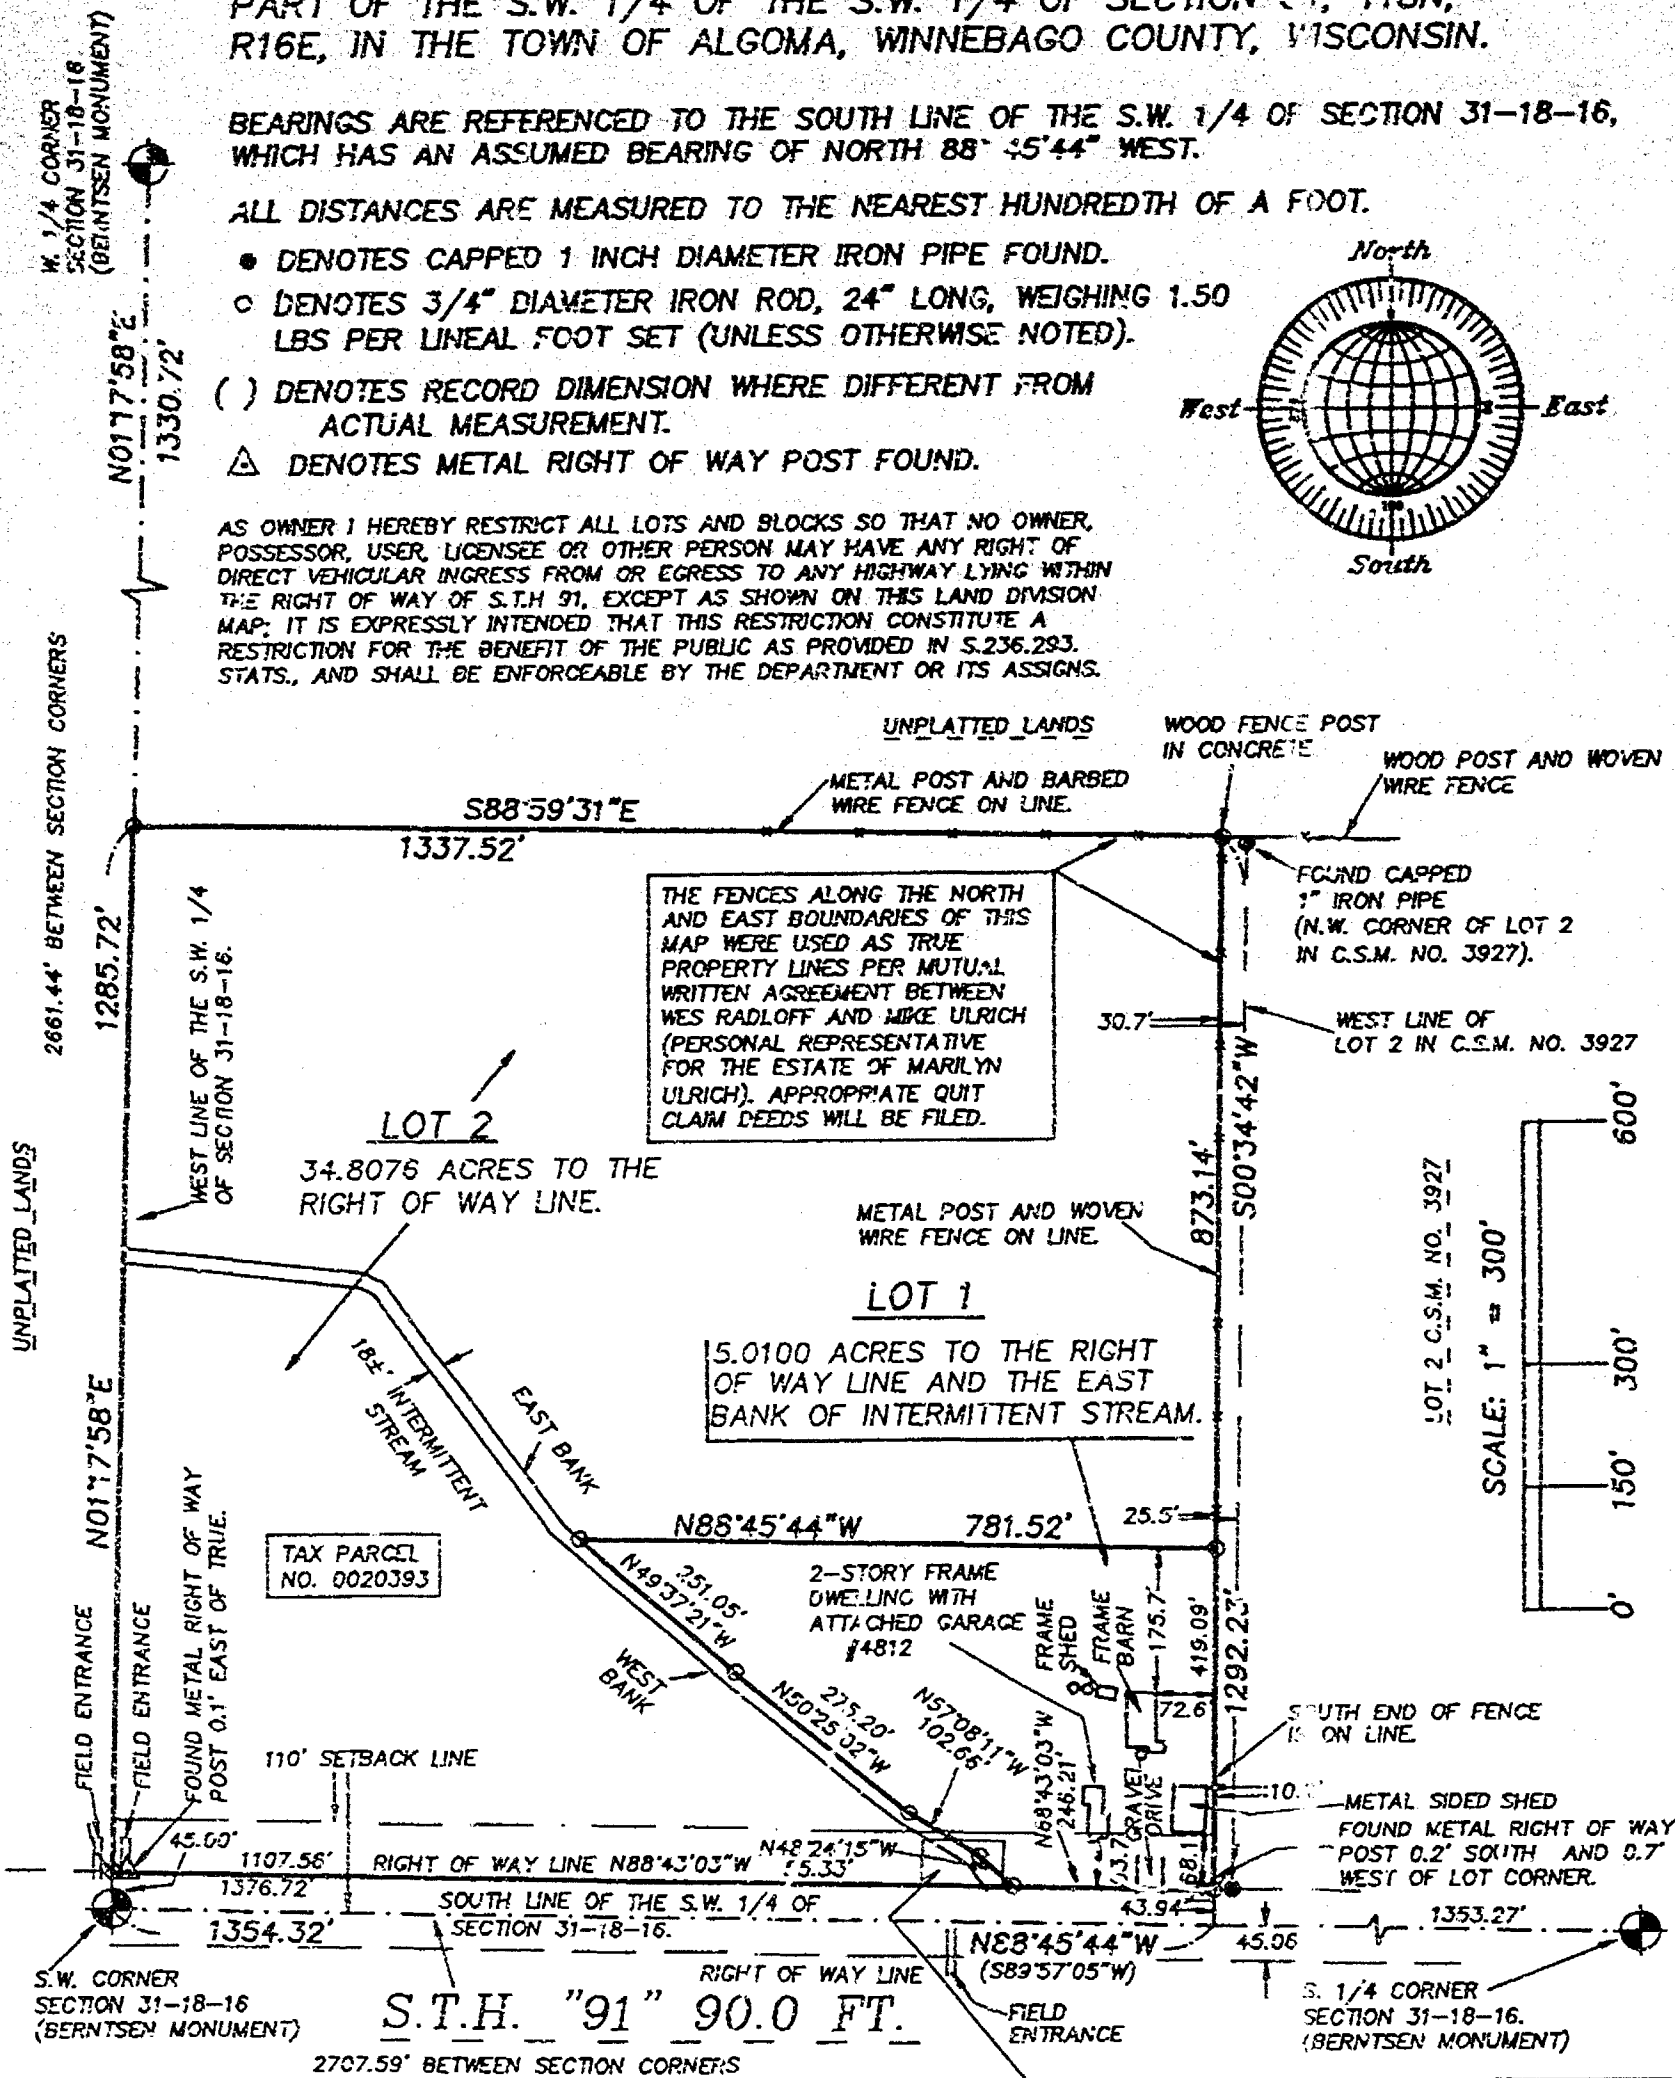 PART OF THE S.W. 1/4 OF THE S.W. 1/4 OF SECTION
R16E, IN THE TOWN OF ALGOMA, WINNEBAGO COUNTY, WISCONSIN.
W. 1/4 CORNER
SECTION 31-18-16
(BERNTSEN MONUMENT)
BEARINGS ARE REFERENCED TO THE SOUTH LINE OF THE S.W. 1/4 OF SECTION 31-18-16,
WHICH HAS AN ASSUMED BEARING OF NORTH 88° 45'44" WEST.
ALL DISTANCES ARE MEASURED TO THE NEAREST HUNDREDTH OF A FOOT.
● DENOTES CAPPED 1 INCH DIAMETER IRON PIPE FOUND.
○ DENOTES 3/4" DIAMETER IRON ROD, 24" LONG, WEIGHING 1.50
LBS PER LINEAL FOOT SET (UNLESS OTHERWISE NOTED).
( ) DENOTES RECORD DIMENSION WHERE DIFFERENT FROM
ACTUAL MEASUREMENT.
DENOTES METAL RIGHT OF WAY POST FOUND.
North
West
East
South
N01°17'58"E
1330.72'
AS OWNER I HEREBY RESTRICT ALL LOTS AND BLOCKS SO THAT NO OWNER,
POSSESSOR, USER, LICENSEE OR OTHER PERSON MAY HAVE ANY RIGHT OF
DIRECT VEHICULAR INGRESS FROM OR EGRESS TO ANY HIGHWAY LYING WITHIN
THE RIGHT OF WAY OF S.T.H 91, EXCEPT AS SHOWN ON THIS LAND DIVISION
MAP; IT IS EXPRESSLY INTENDED THAT THIS RESTRICTION CONSTITUTE A
RESTRICTION FOR THE BENEFIT OF THE PUBLIC AS PROVIDED IN S.236.293.
STATS., AND SHALL BE ENFORCEABLE BY THE DEPARTMENT OR ITS ASSIGNS.
2661.44' BETWEEN SECTION CORNERS
UNPLATTED LANDS
WOOD FENCE POST
IN CONCRETE
WOOD POST AND WOVEN
WIRE FENCE
METAL POST AND BARBED
WIRE FENCE ON LINE.
S88°59'31"E
1337.52'
THE FENCES ALONG THE NORTH
AND EAST BOUNDARIES OF THIS
MAP WERE USED AS TRUE
PROPERTY LINES PER MUTUAL
WRITTEN AGREEMENT BETWEEN
WES RADLOFF AND MIKE ULRICH
(PERSONAL REPRESENTATIVE
FOR THE ESTATE OF MARILYN
ULRICH). APPROPRIATE QUIT
CLAIM DEEDS WILL BE FILED.
FOUND CAPPED
1" IRON PIPE
(N.W. CORNER OF LOT 2
IN C.S.M. NO. 3927).
30.7'
WEST LINE OF
LOT 2 IN C.S.M. NO. 3927
1285.72'
WEST LINE OF THE S.W. 1/4
OF SECTION 31-18-16.
LOT 2
34.8076 ACRES TO THE
RIGHT OF WAY LINE.
UNPLATTED LANDS
873.14'
S00°34'42"W
METAL POST AND WOVEN
WIRE FENCE ON LINE.
LOT 2 C.S.M. NO. 3927
SCALE: 1" = 300'
600'
300'
150'
0'
LOT 1
5.0100 ACRES TO THE RIGHT
OF WAY LINE AND THE EAST
BANK OF INTERMITTENT STREAM.
18±' INTERMITTENT
STREAM
EAST BANK
N01°17'58"E
FOUND METAL RIGHT OF WAY
POST 0.1' EAST OF TRUE.
TAX PARCEL
NO. 0020393
N88°45'44"W 781.52'
25.5'
251.05'
N49°37'21"W
2-STORY FRAME
DWELLING WITH
ATTACHED GARAGE
#4812
FRAME
SHED
FRAME
BARN
175.7'
419.09'
1292.23'
FIELD ENTRANCE
FIELD ENTRANCE
WEST
BANK
275.20'
N50°25'32"W
N57°08'11"W
102.66'
N68°43'03"W
246.21'
72.6
SOUTH END OF FENCE
IS ON LINE.
110' SETBACK LINE
GRAVEL
DRIVE
METAL SIDED SHED
FOUND METAL RIGHT OF WAY
POST 0.2' SOUTH AND 0.7'
WEST OF LOT CORNER.
45.00'
1107.56'
RIGHT OF WAY LINE N88°43'03"W
N48°24'15"W
68.1
1376.72'
SOUTH LINE OF THE S.W. 1/4 OF
SECTION 31-18-16.
43.94'
1354.32'
N88°45'44"W
(S89°57'05"W)
45.06
1353.27'
S.W. CORNER
SECTION 31-18-16
(BERNTSEN MONUMENT)
RIGHT OF WAY LINE
S.T.H. "91" 90.0 FT.
FIELD
ENTRANCE
S. 1/4 CORNER
SECTION 31-18-16.
(BERNTSEN MONUMENT)
2707.59' BETWEEN SECTION CORNERS